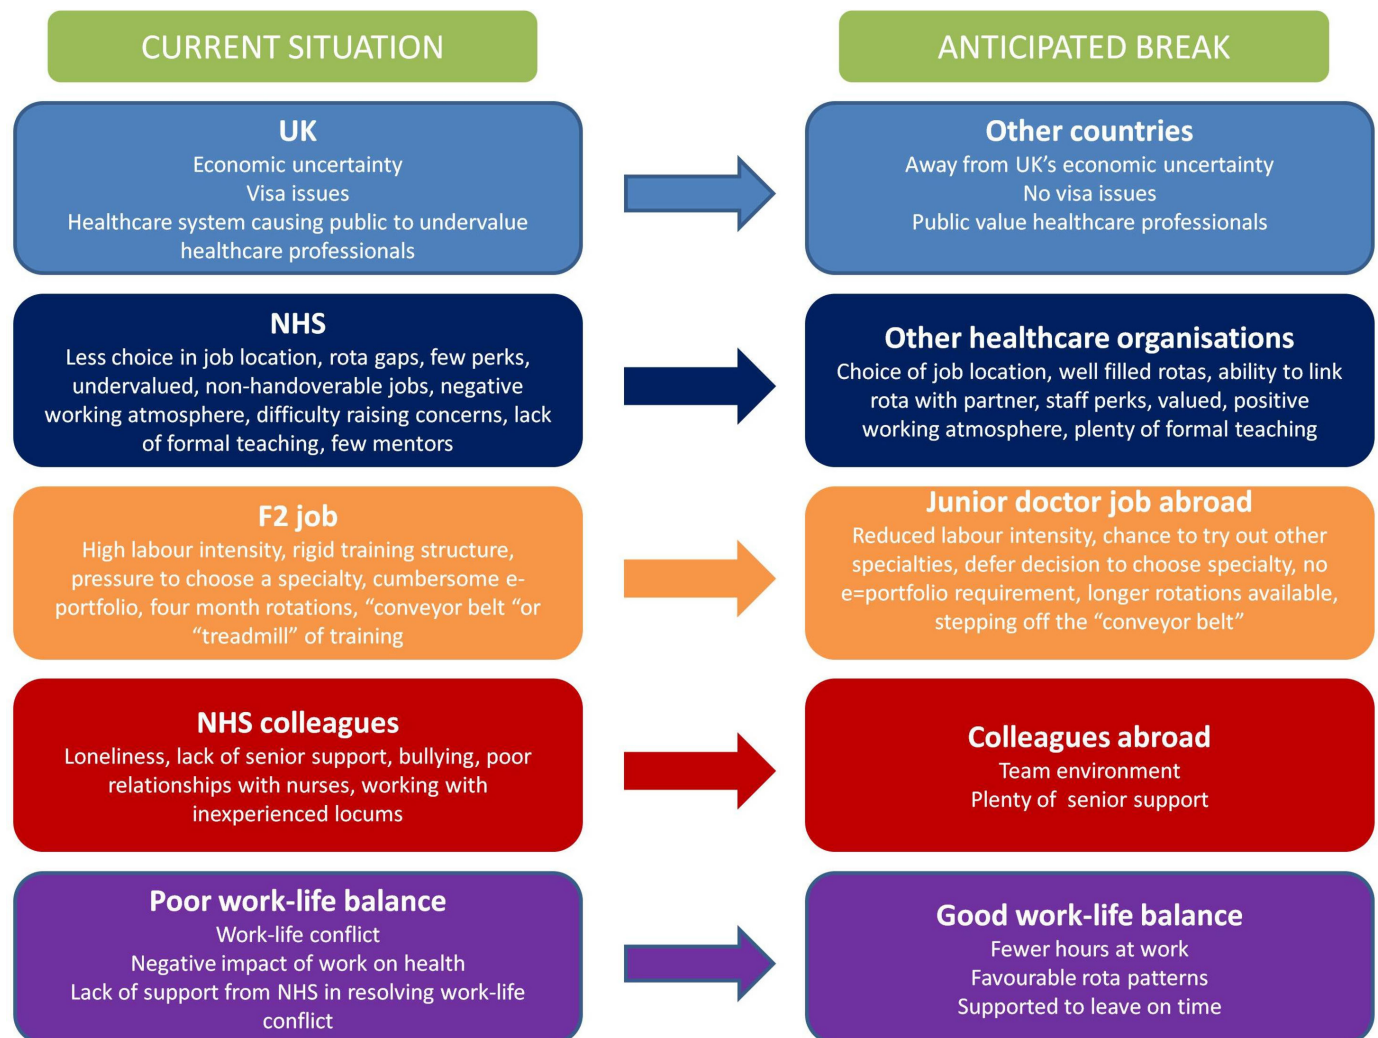 CURRENT SITUATION
ANTICIPATED BREAK
UK
Economic uncertainty
Visa issues
Healthcare system causing public to undervalue
healthcare professionals
Other countries
Away from UK's economic uncertainty
No visa issues
Public value healthcare professionals
NHS
Less choice in job location, rota gaps, few perks,
undervalued, non-handoverable jobs, negative
working atmosphere, difficulty raising concerns, lack
of formal teaching, few mentors
Other healthcare organisations
Choice of job location, well filled rotas, ability to link
rota with partner, staff perks, valued, positive
working atmosphere, plenty of formal teaching
F2 job
High labour intensity, rigid training structure,
pressure to choose a specialty, cumbersome e-
portfolio, four month rotations, “conveyor belt “or
“treadmill” of training
Junior doctor job abroad
Reduced labour intensity, chance to try out other
specialties, defer decision to choose specialty, no
e=portfolio requirement, longer rotations available,
stepping off the “conveyor belt”
NHS colleagues
Loneliness, lack of senior support, bullying, poor
relationships with nurses, working with
inexperienced locums
Colleagues abroad
Team environment
Plenty of senior support
Poor work-life balance
Work-life conflict
Negative impact of work on health
Lack of support from NHS in resolving work-life
conflict
Good work-life balance
Fewer hours at work
Favourable rota patterns
Supported to leave on time